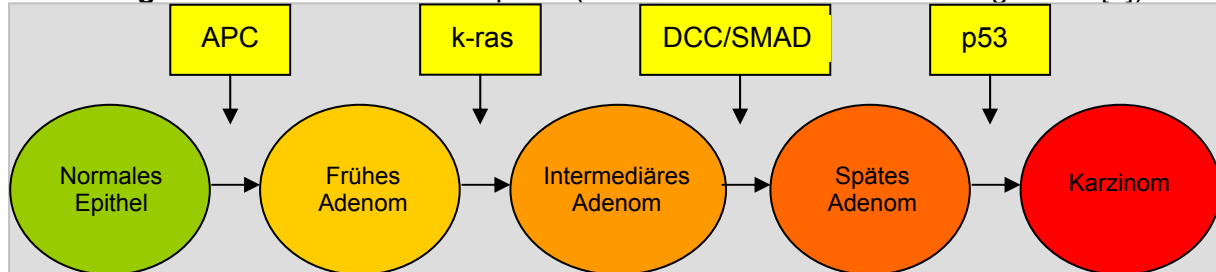 APC
k-ras
DCC/SMAD
p53
Normales
Epithel
Frühes
Adenom
Intermediäres
Adenom
Spätes
Adenom
Karzinom